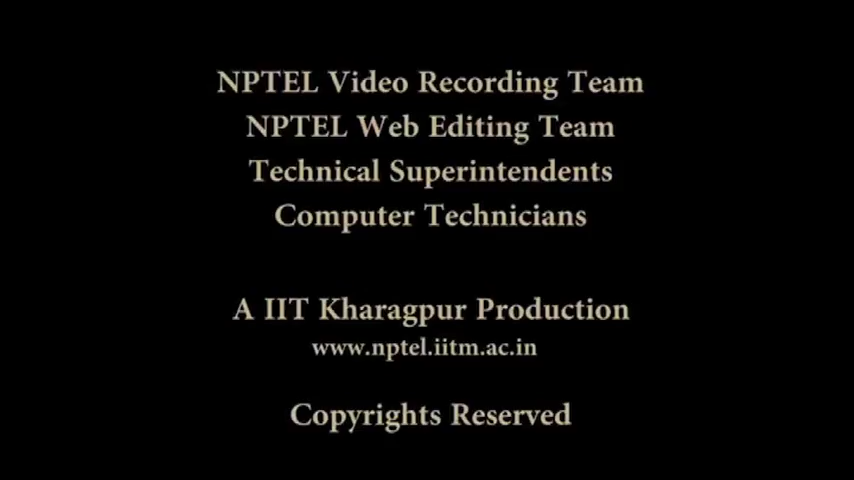 NPTEL Video Recording Team
NPTEL Web Editing Team
Technical Superintendents
Computer Technicians
A IIT Kharagpur Production
www.nptel.iitm.ac.in
Copyrights Reserved